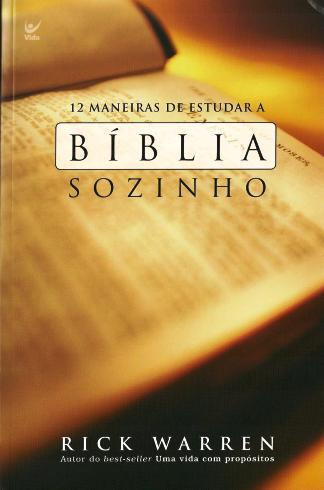 Vida
12 MANEIRAS DE ESTUDAR A
BÍBLIA
SOZINHO
RICK WARREN
Autor do best-seller Uma vida com propósitos